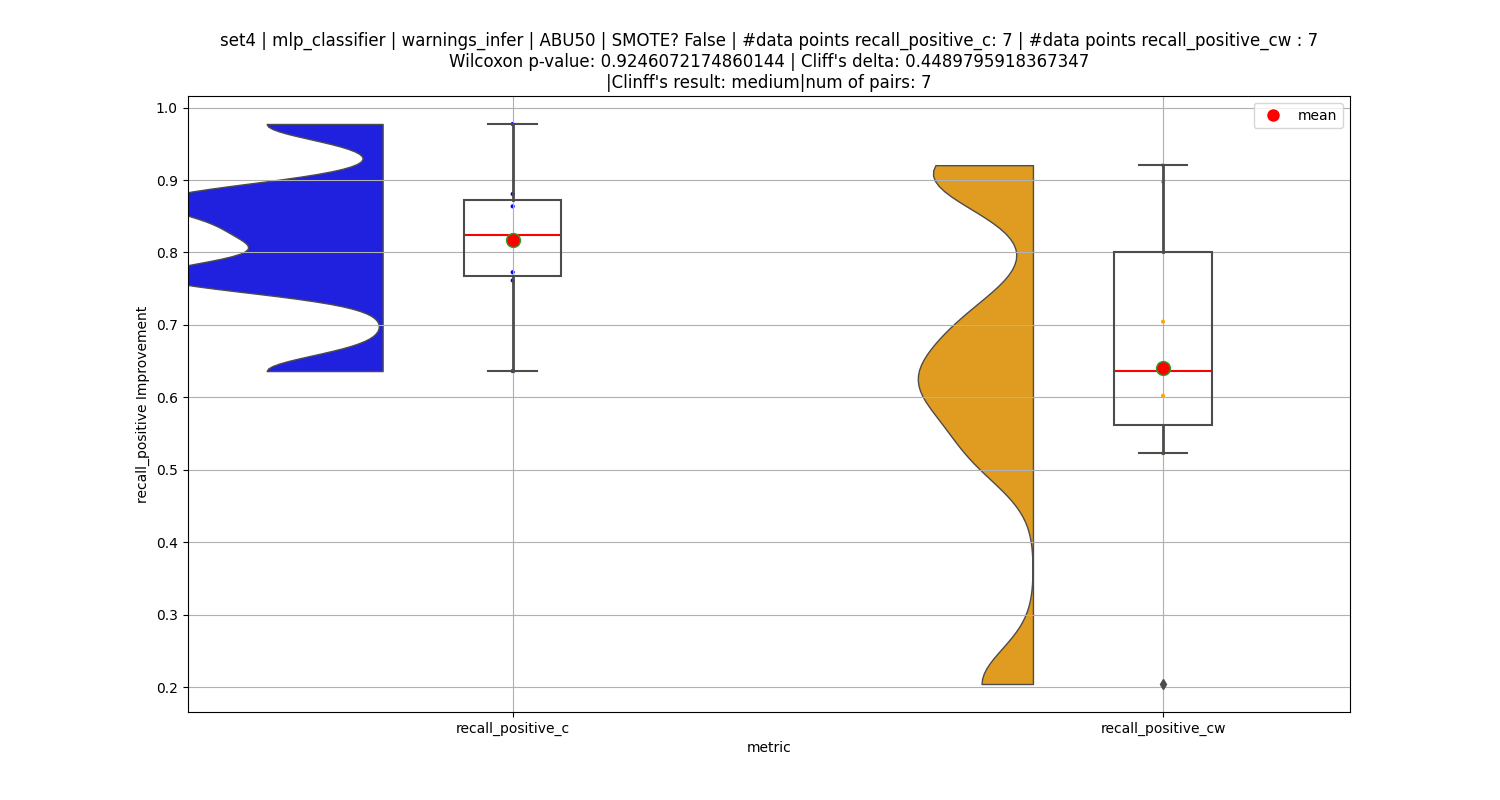 set4 | mlp_classifier | warnings_infer | ABU50 | SMOTE? False | #data points recall_positive_c: 7 | #data points recall_positive_cw : 7
Wilcoxon p-value: 0.9246072174860144 | Cliff's delta: 0.4489795918367347
|Clinff's result: medium|num of pairs: 7
mean
1.0
0.9
0.8
0.7
0.6
0.5
0.4
0.3
0.2
recall_positive Improvement
recall_positive_c
recall_positive_cw
metric